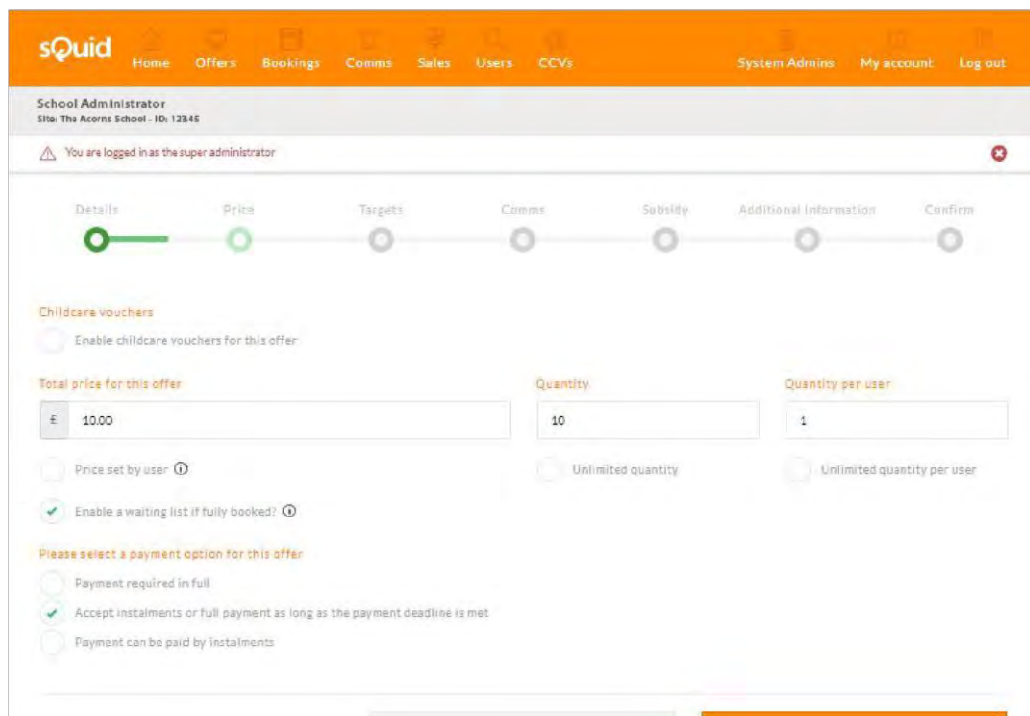 sQuid
Home Offers Bookings Comms Sales Users CCVs System Admins My account Log out
School Administrator
Site: The Acorns School - ID: 12345
You are logged in as the super administrator
Details Price Targets Comms Subsidy Additional Information Confirm
Childcare vouchers
Enable childcare vouchers for this offer
Total price for this offer Quantity Quantity per user
£ 10.00 10 1
Price set by user Unlimited quantity Unlimited quantity per user
Enable a waiting list if fully booked?
Please select a payment option for this offer
Payment required in full
Accept instalments or full payment as long as the payment deadline is met
Payment can be paid by instalments